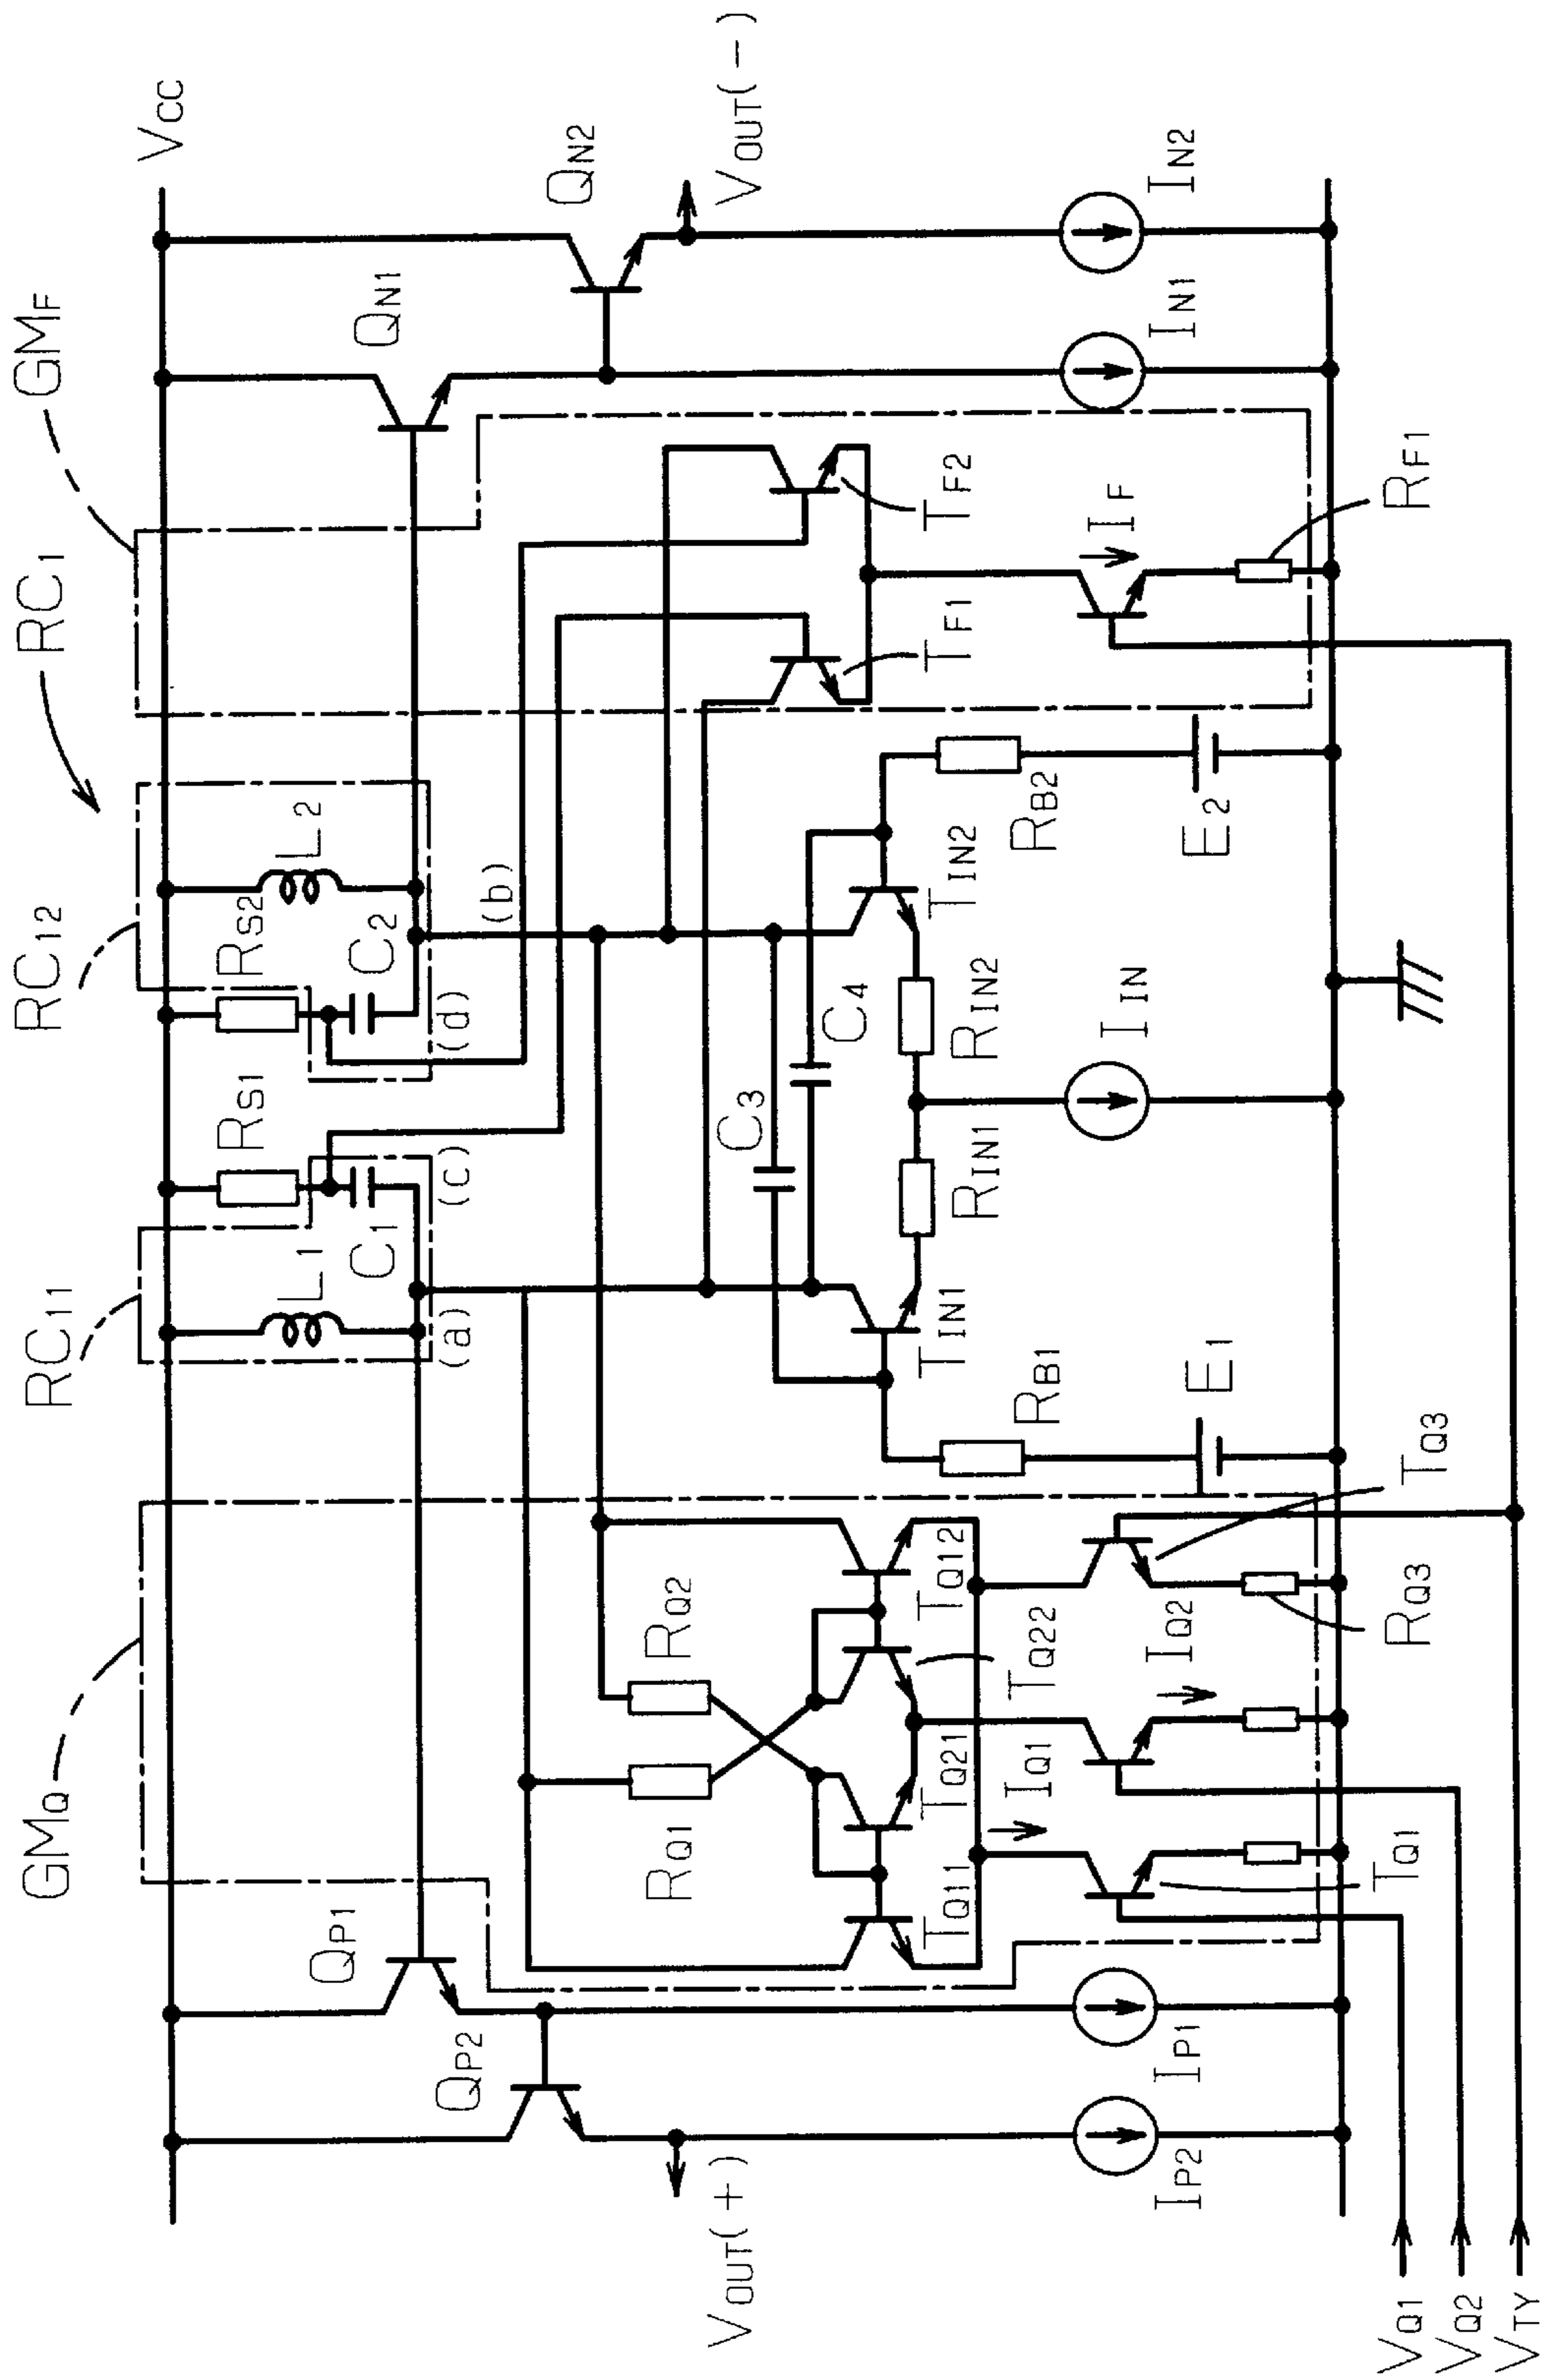 GMQ
RC11
RC12
RC1
GMF
VCC
QP1
QP2
QN1
QN2
L1
RS1
RS2
L2
C1
C2
(a)
(c)
(d)
(b)
VOUT(+)
VOUT(-)
RQ1
RQ2
C3
C4
TQ11
TQ21
TQ22
TQ12
TIN1
TIN2
TF1
TF2
RIN1
RIN2
RB1
RB2
IQ1
IQ2
IP2
IP1
IIN
IF
IN1
IN2
E1
E2
TQ1
RQ3
TQ3
RF1
VQ1
VQ2
VTY